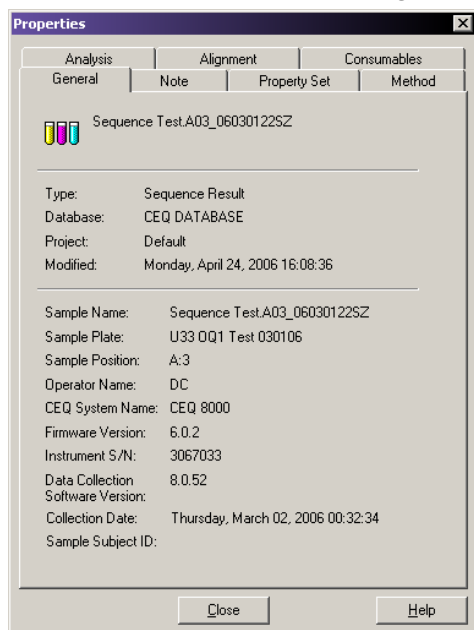 Properties
Analysis Alignment Consumables
General Note Property Set Method
Sequence Test.A03_06030122SZ
Type: Sequence Result
Database: CEQ DATABASE
Project: Default
Modified: Monday, April 24, 2006 16:08:36
Sample Name: Sequence Test.A03_06030122SZ
Sample Plate: U33 OQ1 Test 030106
Sample Position: A:3
Operator Name: DC
CEQ System Name: CEQ 8000
Firmware Version: 6.0.2
Instrument S/N: 3067033
Data Collection 8.0.52
Software Version:
Collection Date: Thursday, March 02, 2006 00:32:34
Sample Subject ID:
Close Help